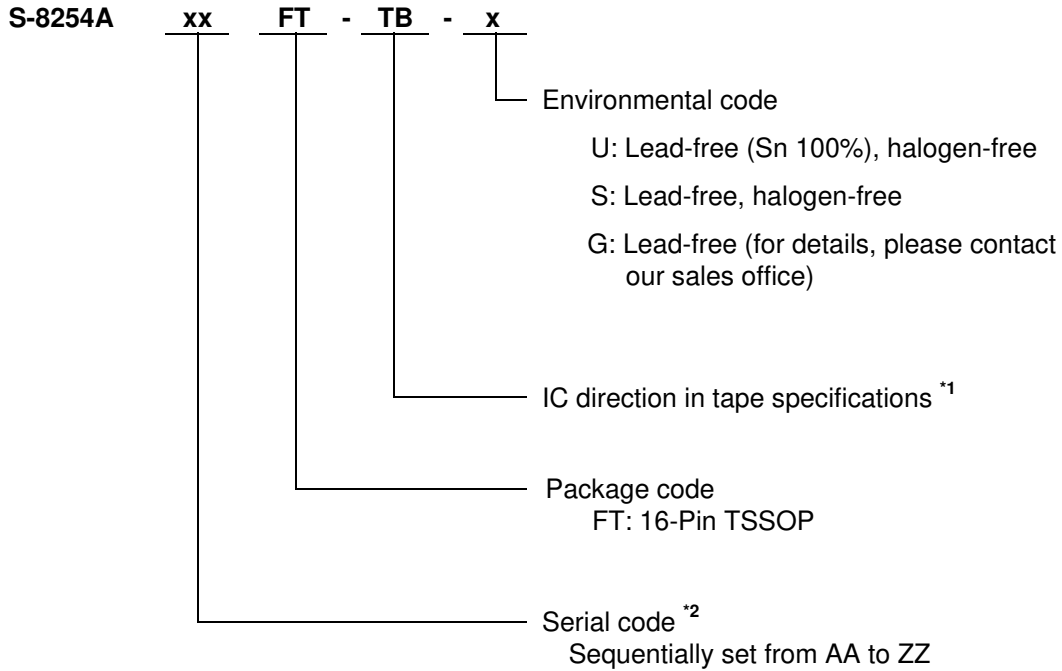 S-8254A xx FT - TB - x
Environmental code
U: Lead-free (Sn 100%), halogen-free
S: Lead-free, halogen-free
G: Lead-free (for details, please contact
our sales office)
IC direction in tape specifications *1
Package code
FT: 16-Pin TSSOP
Serial code *2
Sequentially set from AA to ZZ